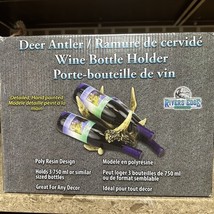 Deer Antler / Ramure de cervidé
Wine Bottle Holder
Porte-bouteille de vin
Detailed, Hand painted
Modèle détaillé peint à la
main
RIVERS EDGE
Poly Resin Design
Holds 3 750 ml or similar
sized bottles
Great For Any Decor
Modèle en polyrésine
Peut loger 3 bouteilles de 750 ml
ou de format semblable
Idéal pour tout décor